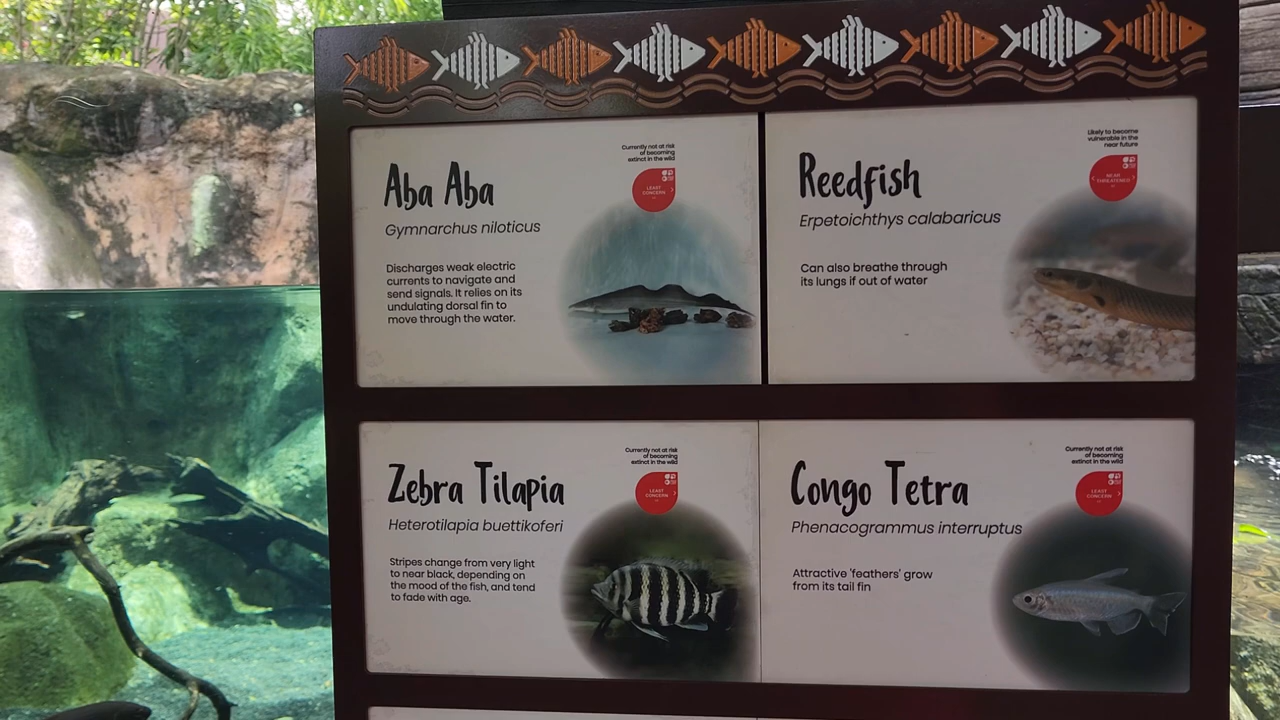 Aba Aba
Gymnarchus niloticus
Discharges weak electric
currents to navigate and
send signals. It relies on its
undulating dorsal fin to
move through the water.
Currently not at risk
of becoming
extinct in the wild
LEAST
CONCERN
Reedfish
Erpetoichthys calabaricus
Can also breathe through
its lungs if out of water
Likely to become
vulnerable in the
near future
NEAR
THREATENED
Zebra Tilapia
Heterotilapia buettikoferi
Stripes change from very light
to near black, depending on
the mood of the fish, and tend
to fade with age.
Currently not at risk
of becoming
extinct in the wild
LEAST
CONCERN
Congo Tetra
Phenacogrammus interruptus
Attractive 'feathers' grow
from its tail fin
Currently not at risk
of becoming
extinct in the wild
LEAST
CONCERN